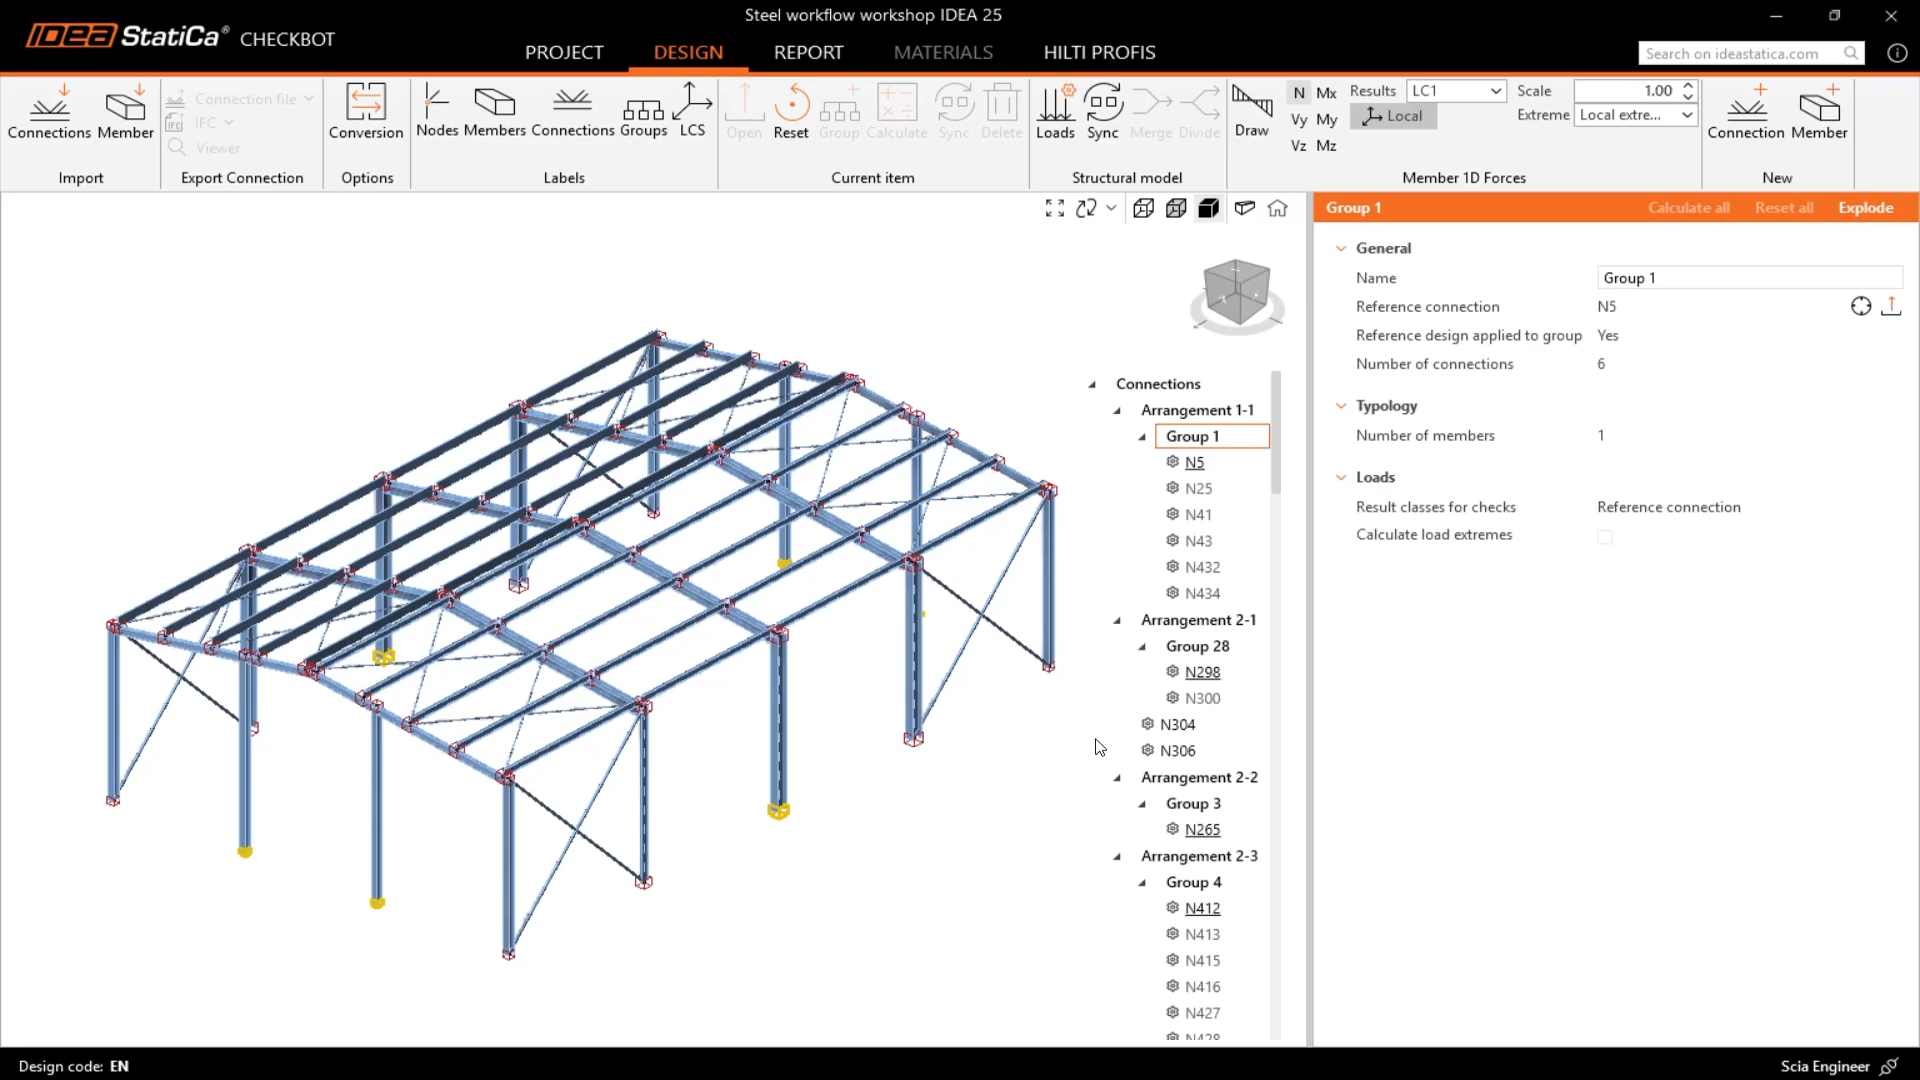 Steel workflow workshop IDEA 25
IDEA StatiCa® CHECKBOT
PROJECT DESIGN REPORT MATERIALS HILTI PROFIS
Search on ideastatica.com
Connections Member
Import
Connection file
IFC
Viewer
Export Connection
Conversion
Options
Nodes Members Connections Groups LCS
Labels
Open Reset Group Calculate Sync Delete
Current item
Loads Sync Merge Divide
Structural model
Draw
N Mx Results LC1 Scale 1.00
Vy My Local Extreme Local extre...
Vz Mz
Member 1D Forces
Connection Member
New
Group 1 Calculate all Reset all Explode
General
Name Group 1
Reference connection N5
Reference design applied to group Yes
Number of connections 6
Typology
Number of members 1
Loads
Result classes for checks Reference connection
Calculate load extremes
Connections
Arrangement 1-1
Group 1
N5
N25
N41
N43
N432
N434
Arrangement 2-1
Group 28
N298
N300
N304
N306
Arrangement 2-2
Group 3
N265
Arrangement 2-3
Group 4
N412
N413
N415
N416
N427
N428
Design code: EN
Scia Engineer